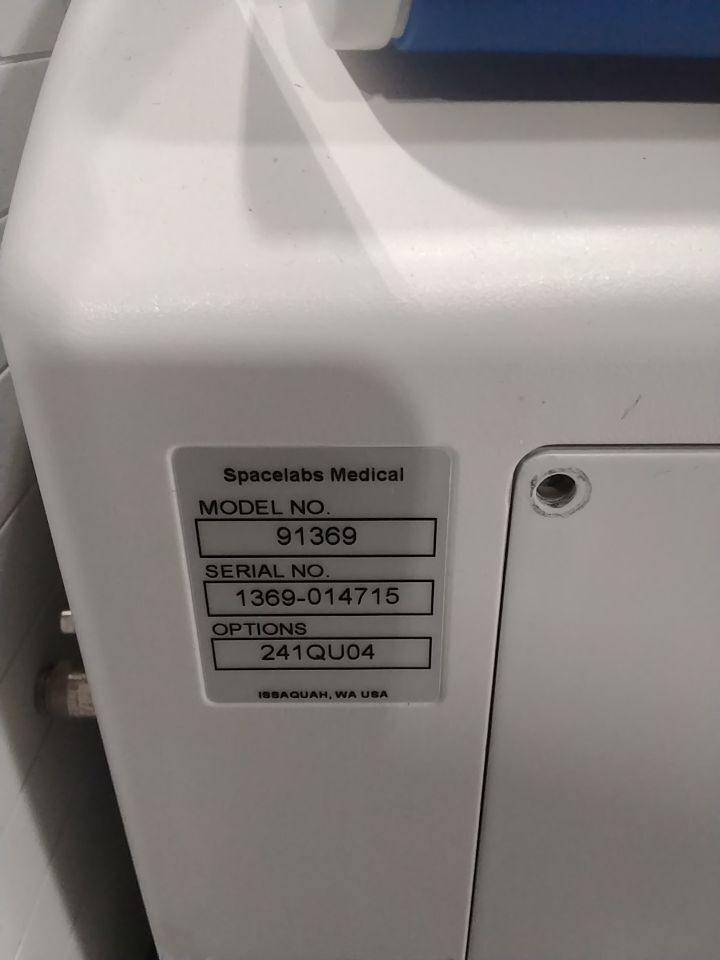 Spacelabs Medical
MODEL NO.
91369
SERIAL NO.
1369-014715
OPTIONS
241QU04
ISSAQUAH, WA USA